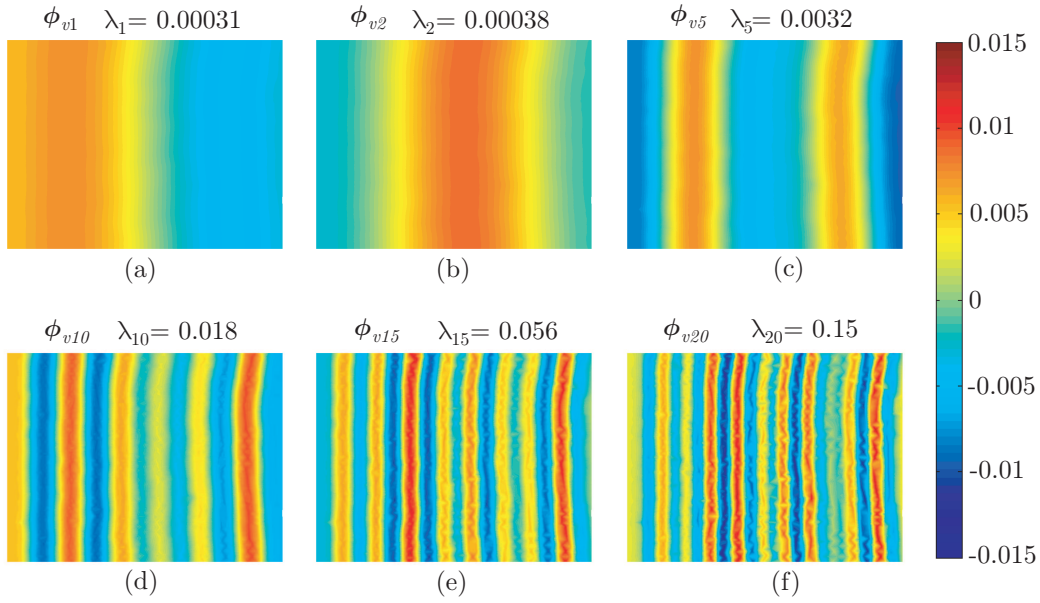 ϕv1 λ1= 0.00031
ϕv2 λ2= 0.00038
ϕv5 λ5= 0.0032
(a)
(b)
(c)
ϕv10 λ10= 0.018
ϕv15 λ15= 0.056
ϕv20 λ20= 0.15
(d)
(e)
(f)
0.015
0.01
0.005
0
-0.005
-0.01
-0.015